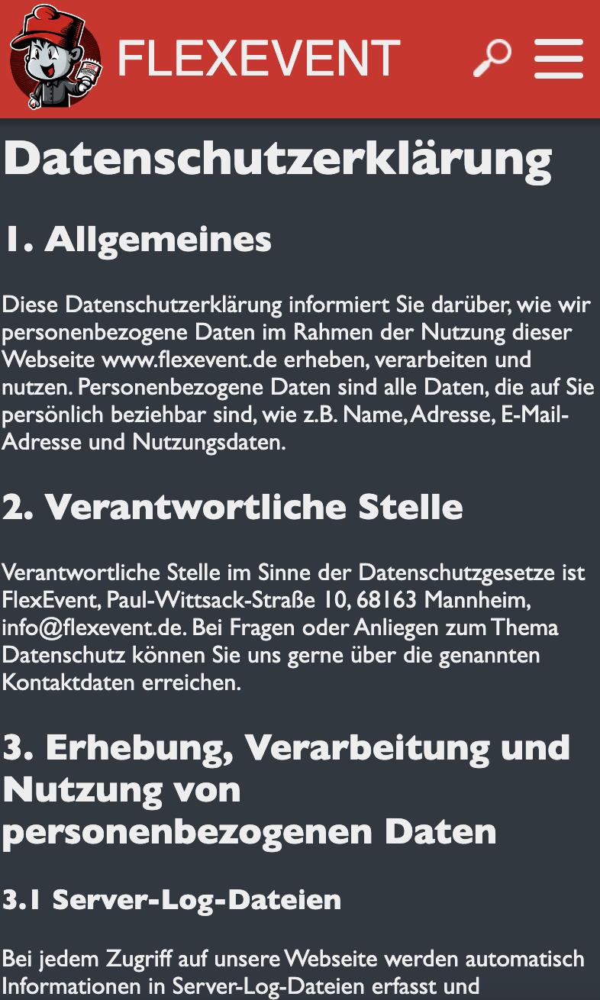 FLEXEVENT
Datenschutzerklärung
1. Allgemeines
Diese Datenschutzerklärung informiert Sie darüber, wie wir
personenbezogene Daten im Rahmen der Nutzung dieser
Webseite www.flexevent.de erheben, verarbeiten und
nutzen. Personenbezogene Daten sind alle Daten, die auf Sie
persönlich beziehbar sind, wie z.B. Name, Adresse, E-Mail-
Adresse und Nutzungsdaten.
2. Verantwortliche Stelle
Verantwortliche Stelle im Sinne der Datenschutzgesetze ist
FlexEvent, Paul-Wittsack-Straße 10, 68163 Mannheim,
info@flexevent.de. Bei Fragen oder Anliegen zum Thema
Datenschutz können Sie uns gerne über die genannten
Kontaktdaten erreichen.
3. Erhebung, Verarbeitung und
Nutzung von
personenbezogenen Daten
3.1 Server-Log-Dateien
Bei jedem Zugriff auf unsere Webseite werden automatisch
Informationen in Server-Log-Dateien erfasst und